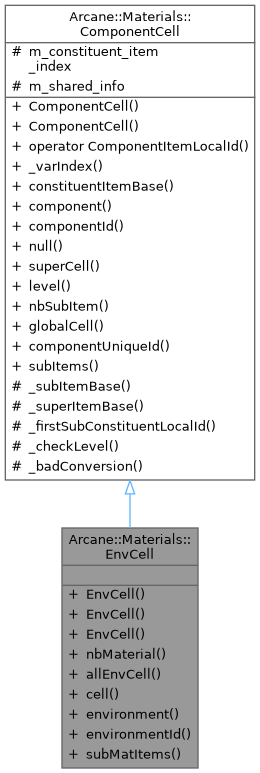 Arcane::Materials::
ComponentCell
# m_constituent_item
_index
# m_shared_info
+ ComponentCell()
+ ComponentCell()
+ operator ComponentItemLocalId()
+ _varIndex()
+ constituentItemBase()
+ component()
+ componentId()
+ null()
+ superCell()
+ level()
+ nbSubItem()
+ globalCell()
+ componentUniqueId()
+ subItems()
# _subItemBase()
# _superItemBase()
# _firstSubConstituentLocalId()
# _checkLevel()
# _badConversion()
Arcane::Materials::
EnvCell
+ EnvCell()
+ EnvCell()
+ EnvCell()
+ nbMaterial()
+ allEnvCell()
+ cell()
+ environment()
+ environmentId()
+ subMatItems()